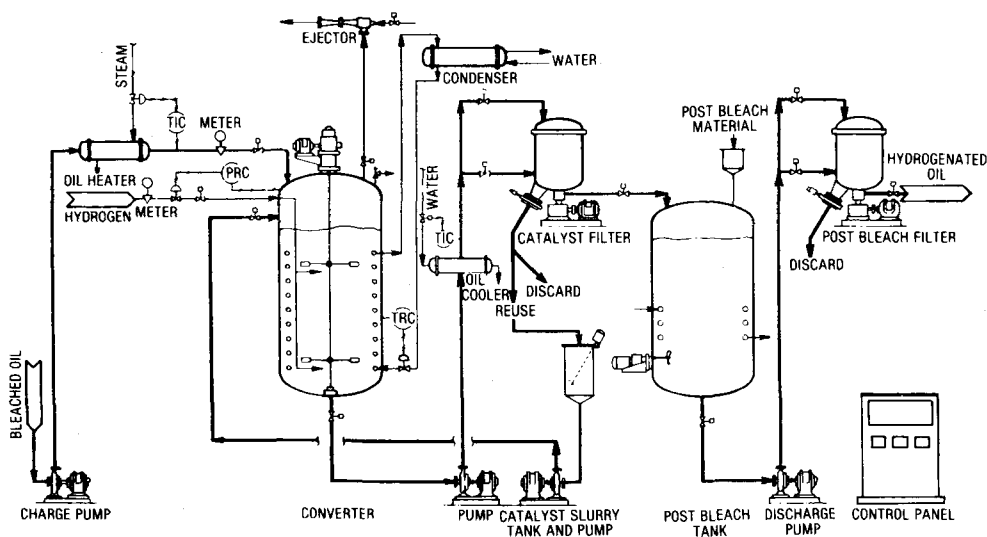 EJECTOR
STEAM
CONDENSER
WATER
TIC
METER
POST BLEACH
MATERIAL
OIL HEATER
PRC
HYDROGEN
METER
WATER
TIC
CATALYST FILTER
HYDROGENATED
OIL
POST BLEACH FILTER
DISCARD
OIL
COOLER
DISCARD
REUSE
TRC
BLEACHED OIL
CHARGE PUMP
CONVERTER
PUMP
CATALYST SLURRY
TANK AND PUMP
POST BLEACH
TANK
DISCHARGE
PUMP
CONTROL PANEL